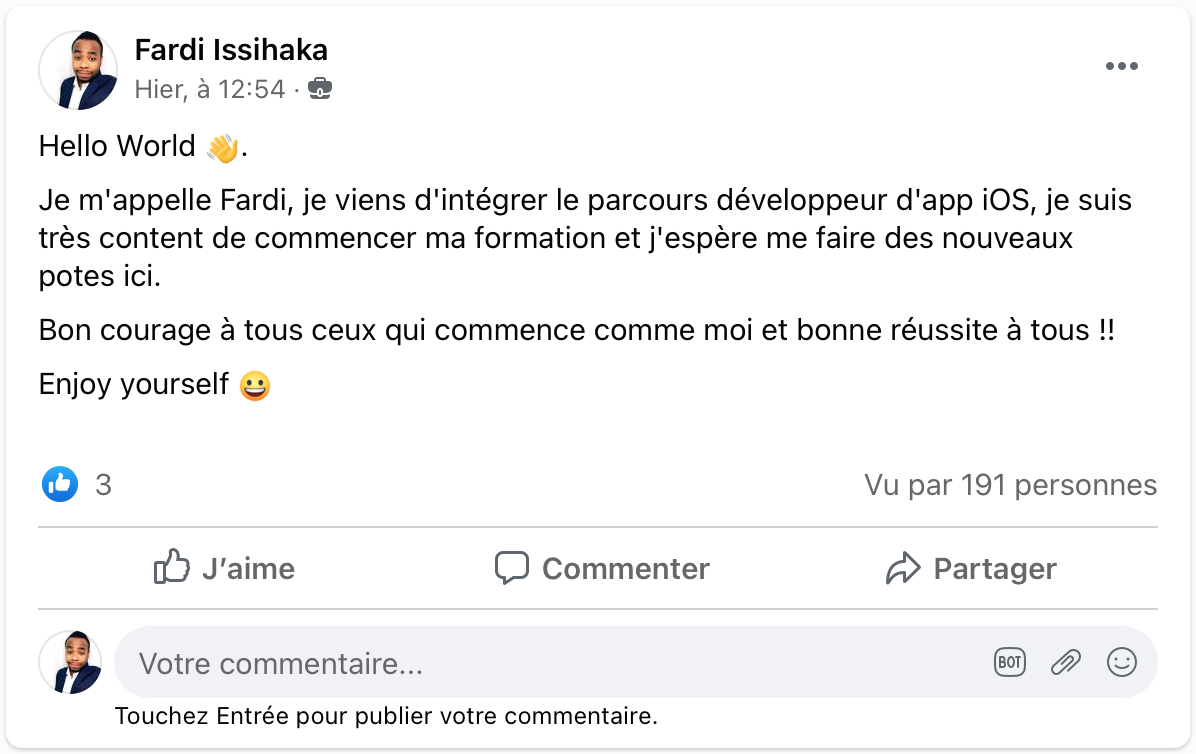 Fardi Issihaka
Hier, à 12:54 ·
Hello World 👋.
Je m'appelle Fardi, je viens d'intégrer le parcours développeur d'app iOS, je suis
très content de commencer ma formation et j'espère me faire des nouveaux
potes ici.
Bon courage à tous ceux qui commence comme moi et bonne réussite à tous !!
Enjoy yourself 😀
3
Vu par 191 personnes
J’aime
Commenter
Partager
Votre commentaire...
BOT
Touchez Entrée pour publier votre commentaire.